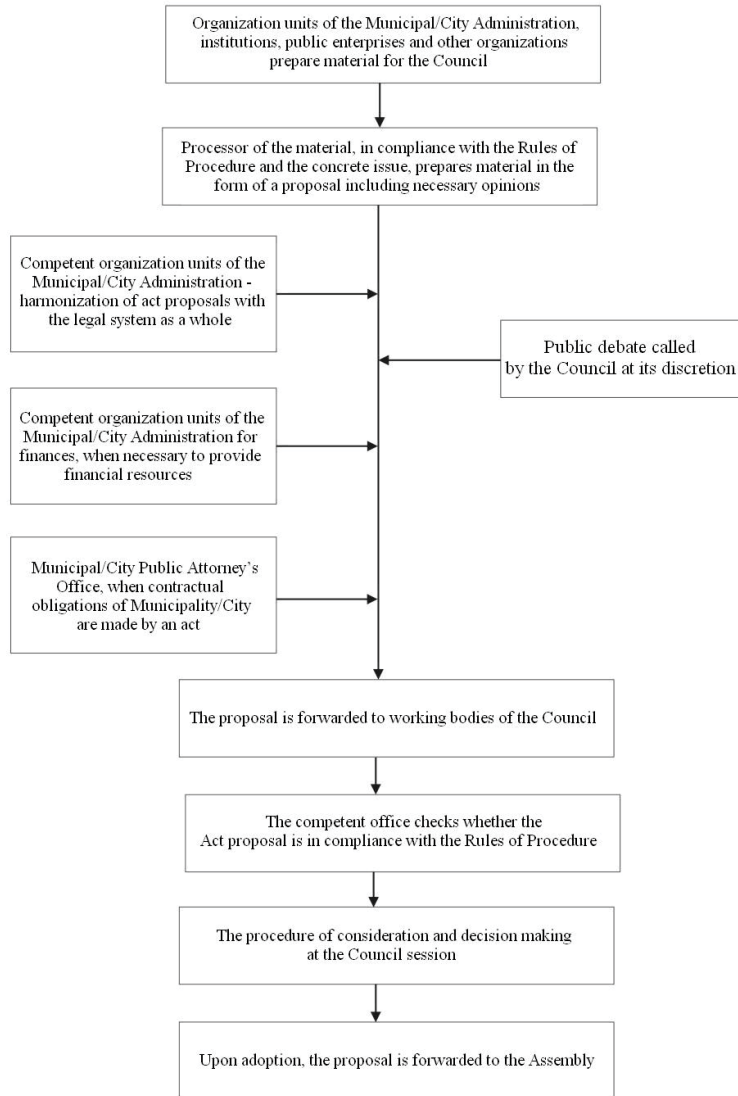 Organization units of the Municipal/City Administration,
institutions, public enterprises and other organizations
prepare material for the Council
Processor of the material, in compliance with the Rules of
Procedure and the concrete issue, prepares material in the
form of a proposal including necessary opinions
Competent organization units of the
Municipal/City Administration -
harmonization of act proposals with
the legal system as a whole
Public debate called
by the Council at its discretion
Competent organization units of the
Municipal/City Administration for
finances, when necessary to provide
financial resources
Municipal/City Public Attorney's
Office, when contractual
obligations of Municipality/City
are made by an act
The proposal is forwarded to working bodies of the Council
The competent office checks whether the
Act proposal is in compliance with the Rules of Procedure
The procedure of consideration and decision making
at the Council session
Upon adoption, the proposal is forwarded to the Assembly